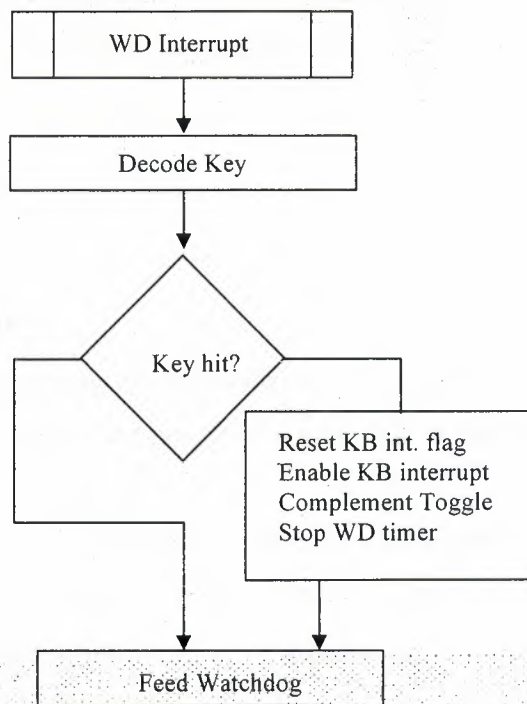 WD Interrupt
Decode Key
Key hit?
Reset KB int. flag
Enable KB interrupt
Complement Toggle
Stop WD timer
Feed Watchdog